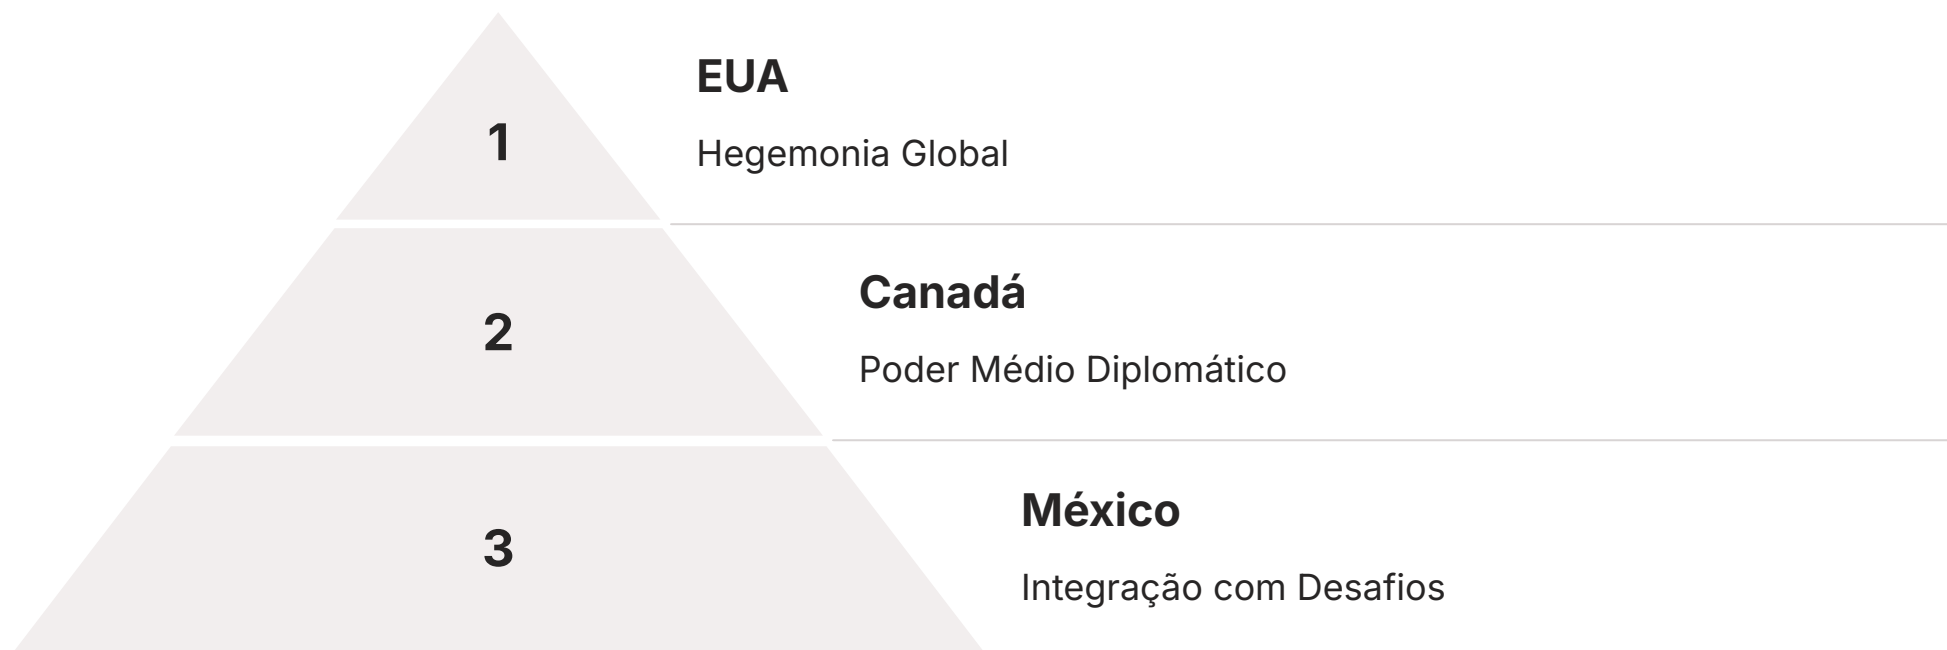 1
EUA
Hegemonia Global
2
Canadá
Poder Médio Diplomático
3
México
Integração com Desafios